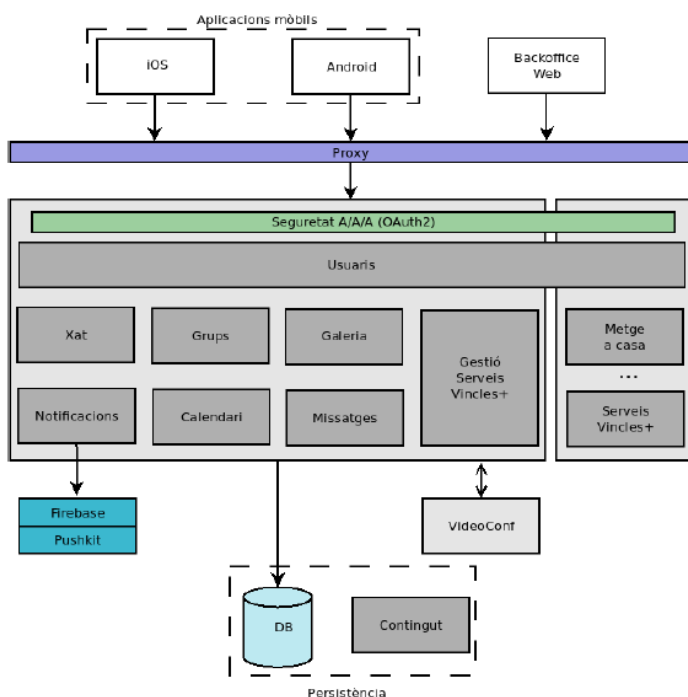 Aplicacions mòbils
iOS
Android
Backoffice
Web
Proxy
Seguretat A/A/A (OAuth2)
Usuaris
Xat
Grups
Galeria
Gestió
Serveis
Vincles+
Metge
a casa
...
Notificacions
Calendari
Missatges
Serveis
Vincles+
Firebase
Pushkit
VideoConf
DB
Contingut
Persistència